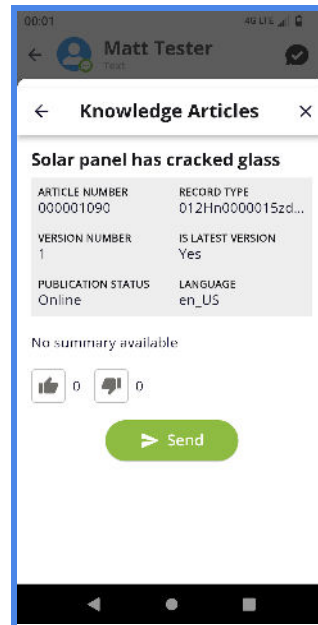 00:01 4G LTE
Matt Tester
Text
Knowledge Articles
Solar panel has cracked glass
ARTICLE NUMBER RECORD TYPE
000001090 012Hn0000015zd...
VERSION NUMBER IS LATEST VERSION
1 Yes
PUBLICATION STATUS LANGUAGE
Online en_US
No summary available
0 0
Send